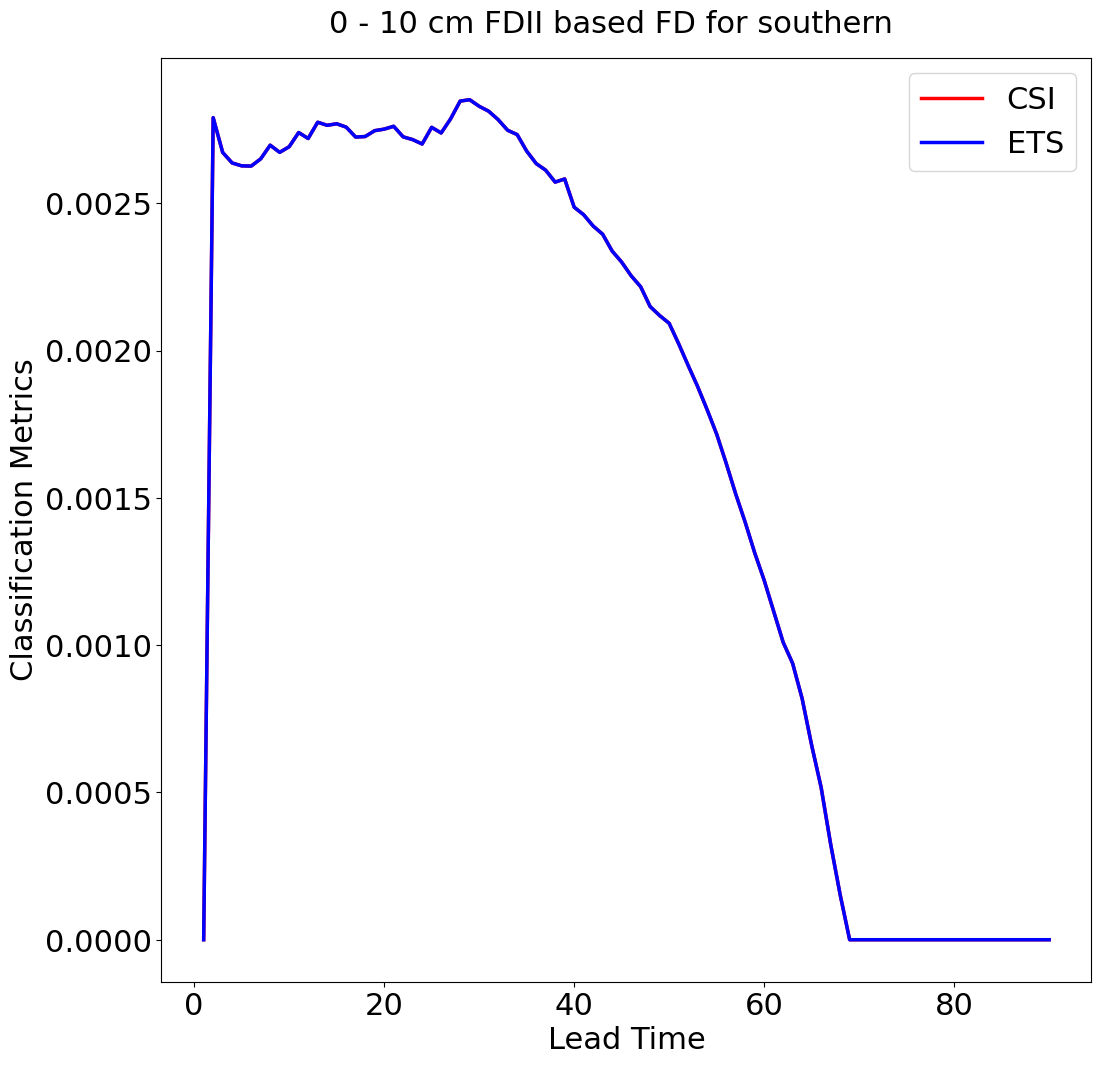 0 - 10 cm FDII based FD for southern
CSI
ETS
Classification Metrics
0.0025
0.0020
0.0015
0.0010
0.0005
0.0000
0 20 40 60 80
Lead Time